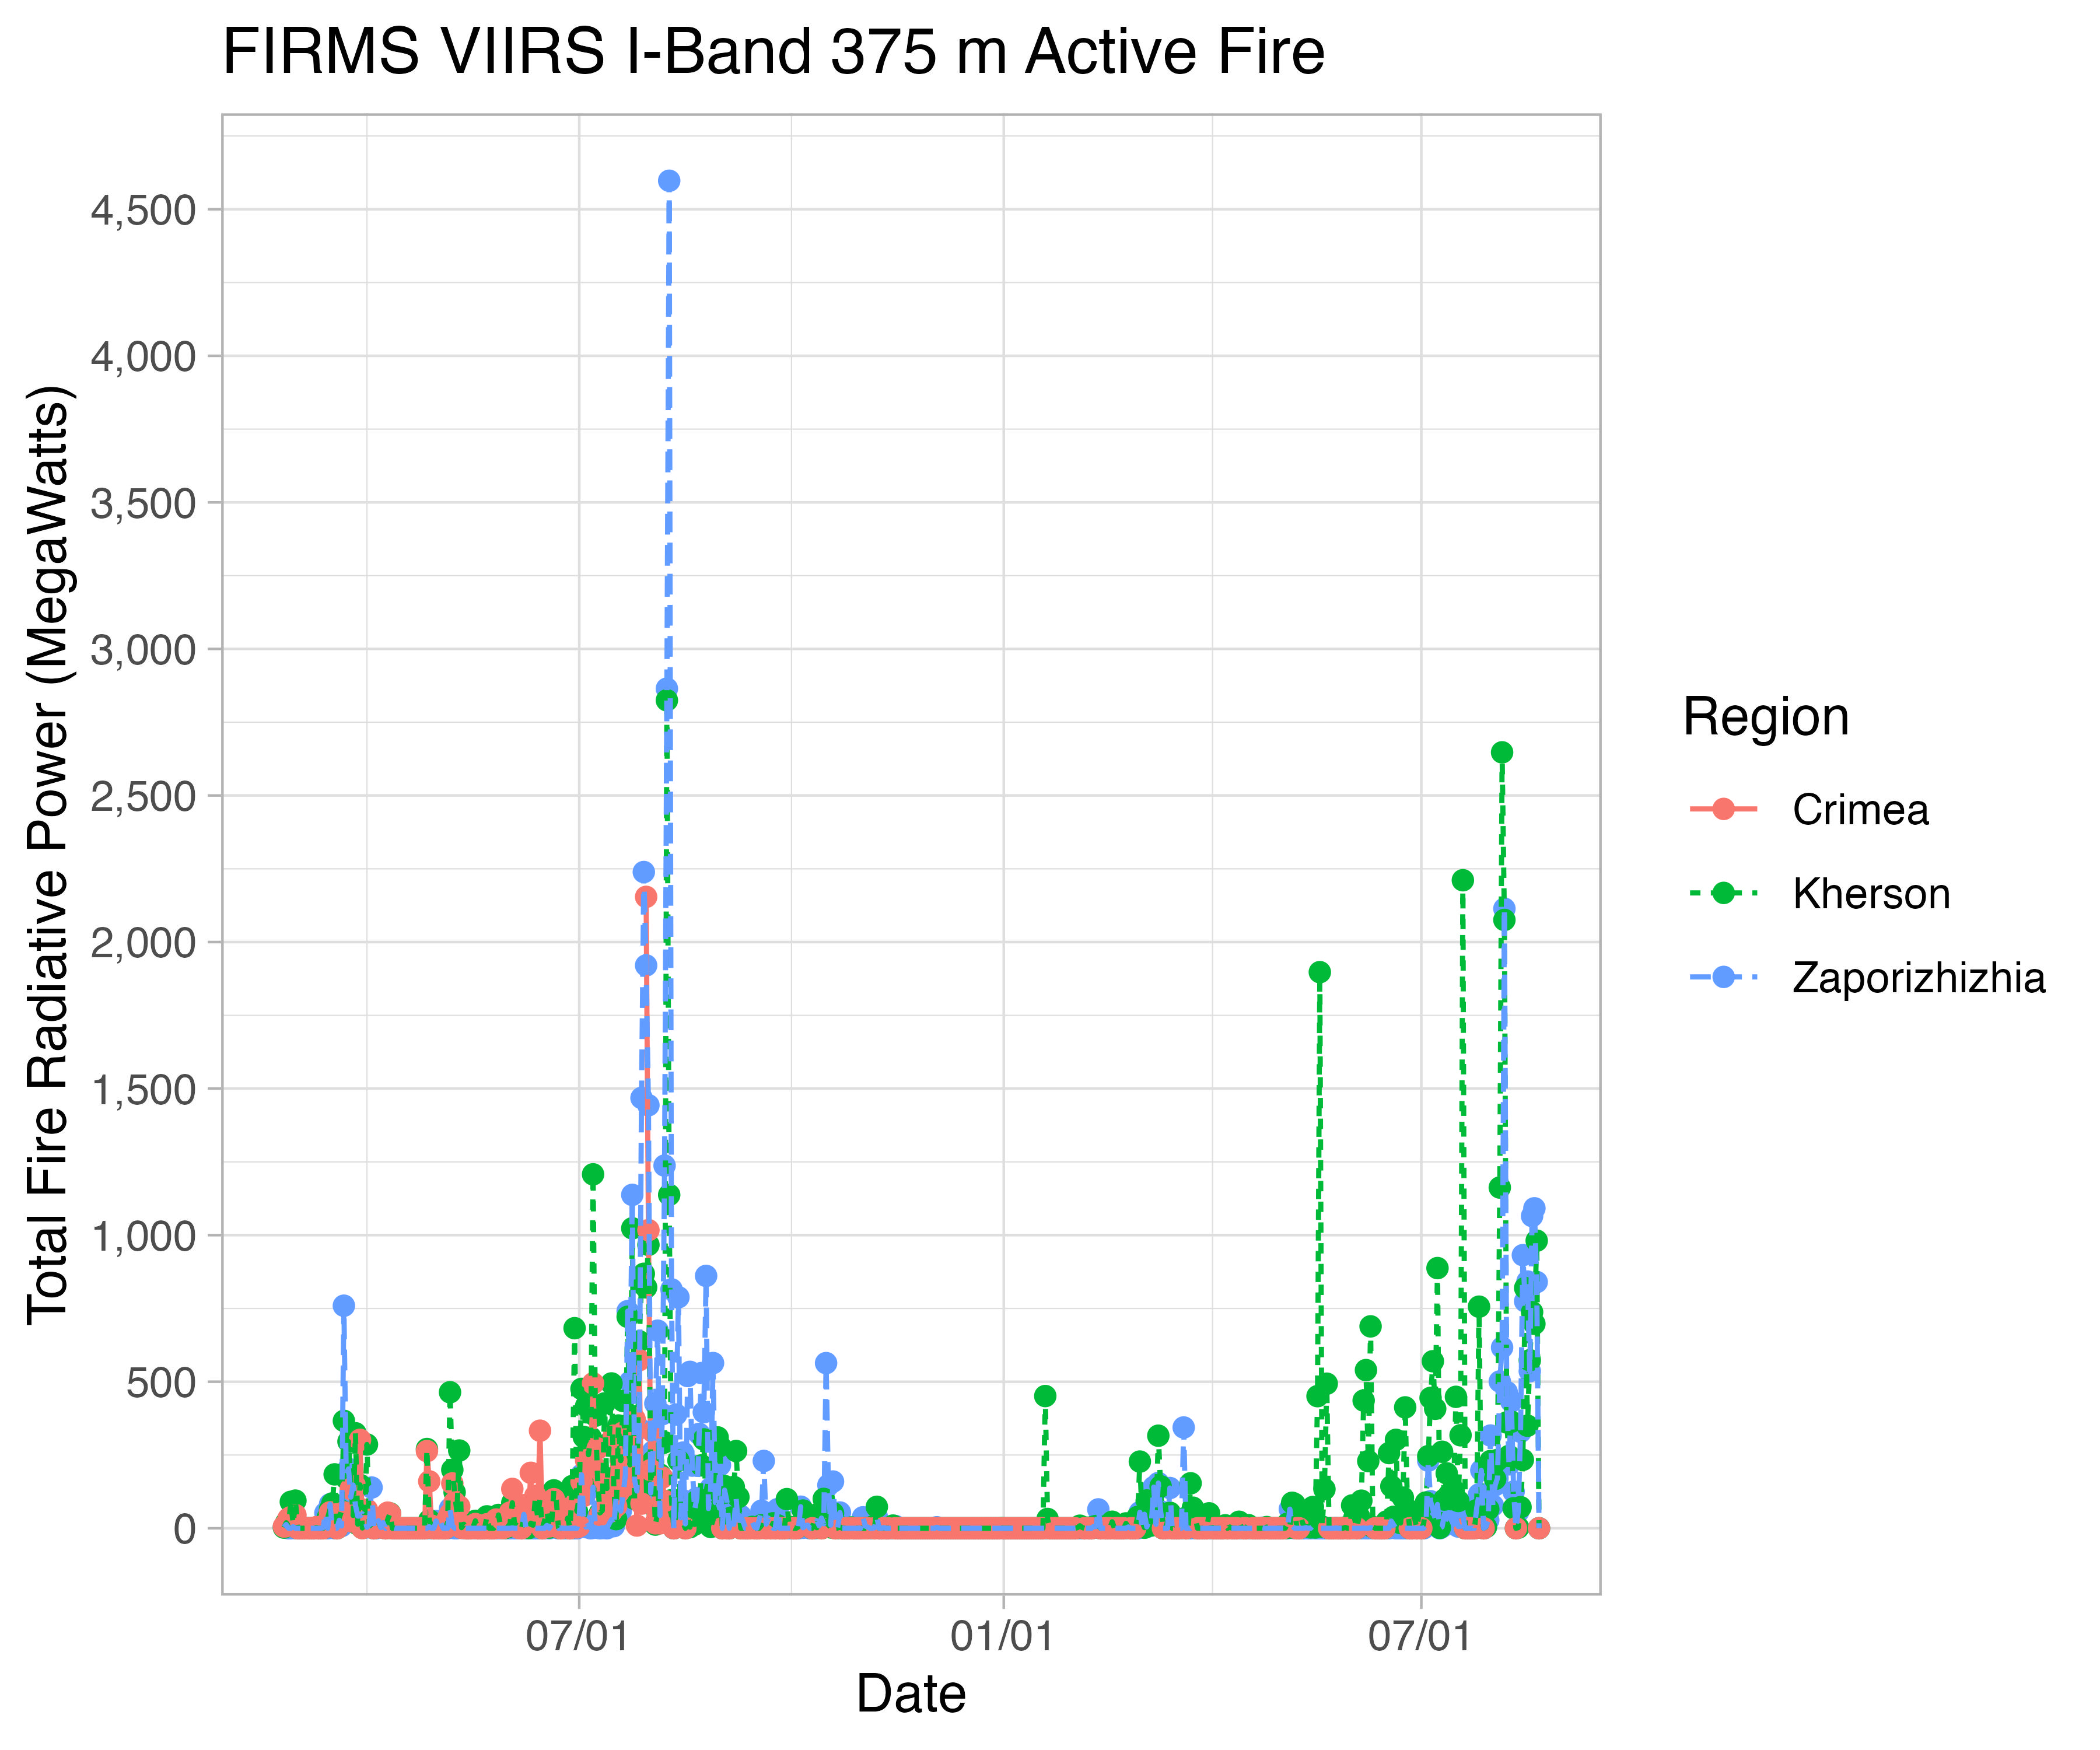 FIRMS VIIRS I-Band 375 m Active Fire
Total Fire Radiative Power (MegaWatts)
4,500
4,000
3,500
3,000
2,500
2,000
1,500
1,000
500
0
07/01
01/01
07/01
Date
Region
Crimea
Kherson
Zaporizhizhia